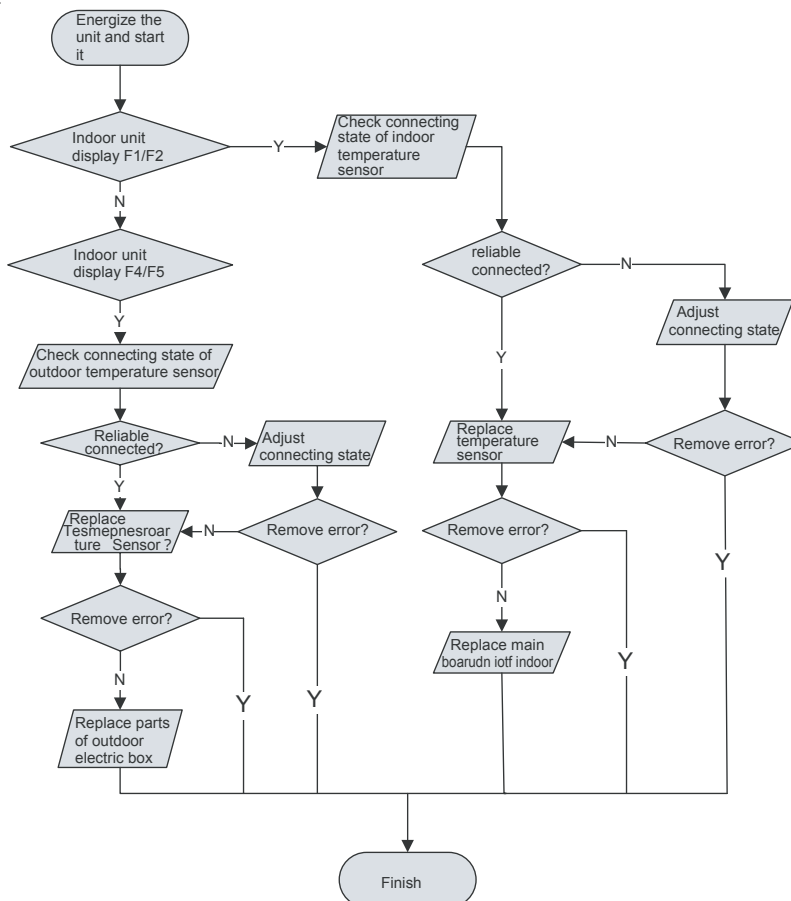 Energize the
unit and start
it
Indoor unit
display F1/F2
Y
Check connecting
state of indoor
temperature
sensor
N
Indoor unit
display F4/F5
reliable
connected?
N
Adjust
connecting state
Y
Check connecting state of
outdoor temperature sensor
Y
Reliable
connected?
N
Adjust
connecting state
Replace
temperature
sensor
N
Remove error?
Y
Replace
Tesmepnesroar
ture Sensor ?
N
Remove error?
Remove error?
Y
N
Remove error?
Replace main
boarudn iotf indoor
Y
N
Y
Y
Replace parts
of outdoor
electric box
Finish